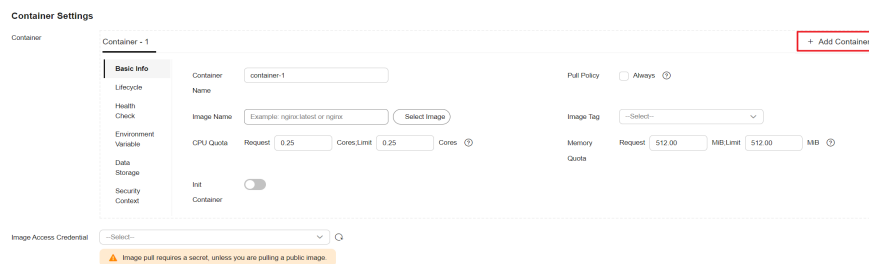 Container Settings
Container
Container - 1
+ Add Container
Basic Info
Lifecycle
Health
Check
Environment
Variable
Data
Storage
Security
Context
Container
Name
container-1
Pull Policy
Always
Image Name
Example: nginx:latest or nginx
Select Image
Image Tag
--Select--
CPU Quota
Request
0.25
Cores;Limit
0.25
Cores
Memory
Quota
Request
512.00
MiB;Limit
512.00
MiB
Init
Container
Image Access Credential
--Select--
Image pull requires a secret, unless you are pulling a public image.